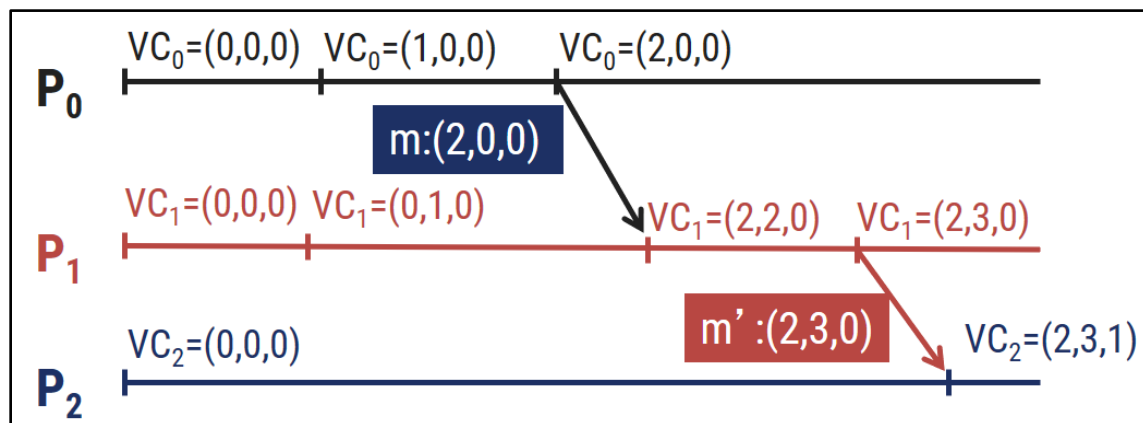 VC₀=(0,0,0) VC₀=(1,0,0) VC₀=(2,0,0)
P₀
m:(2,0,0)
VC₁=(0,0,0) VC₁=(0,1,0) VC₁=(2,2,0) VC₁=(2,3,0)
P₁
m’:(2,3,0)
VC₂=(0,0,0) VC₂=(2,3,1)
P₂